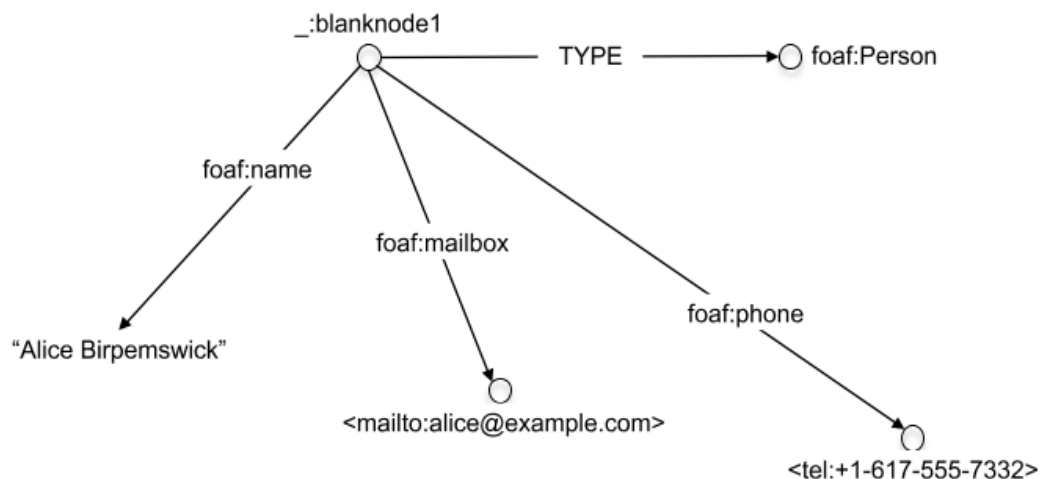 _:blanknode1
TYPE
foaf:Person
foaf:name
foaf:mailbox
foaf:phone
“Alice Birpemswick”
<mailto:alice@example.com>
<tel:+1-617-555-7332>